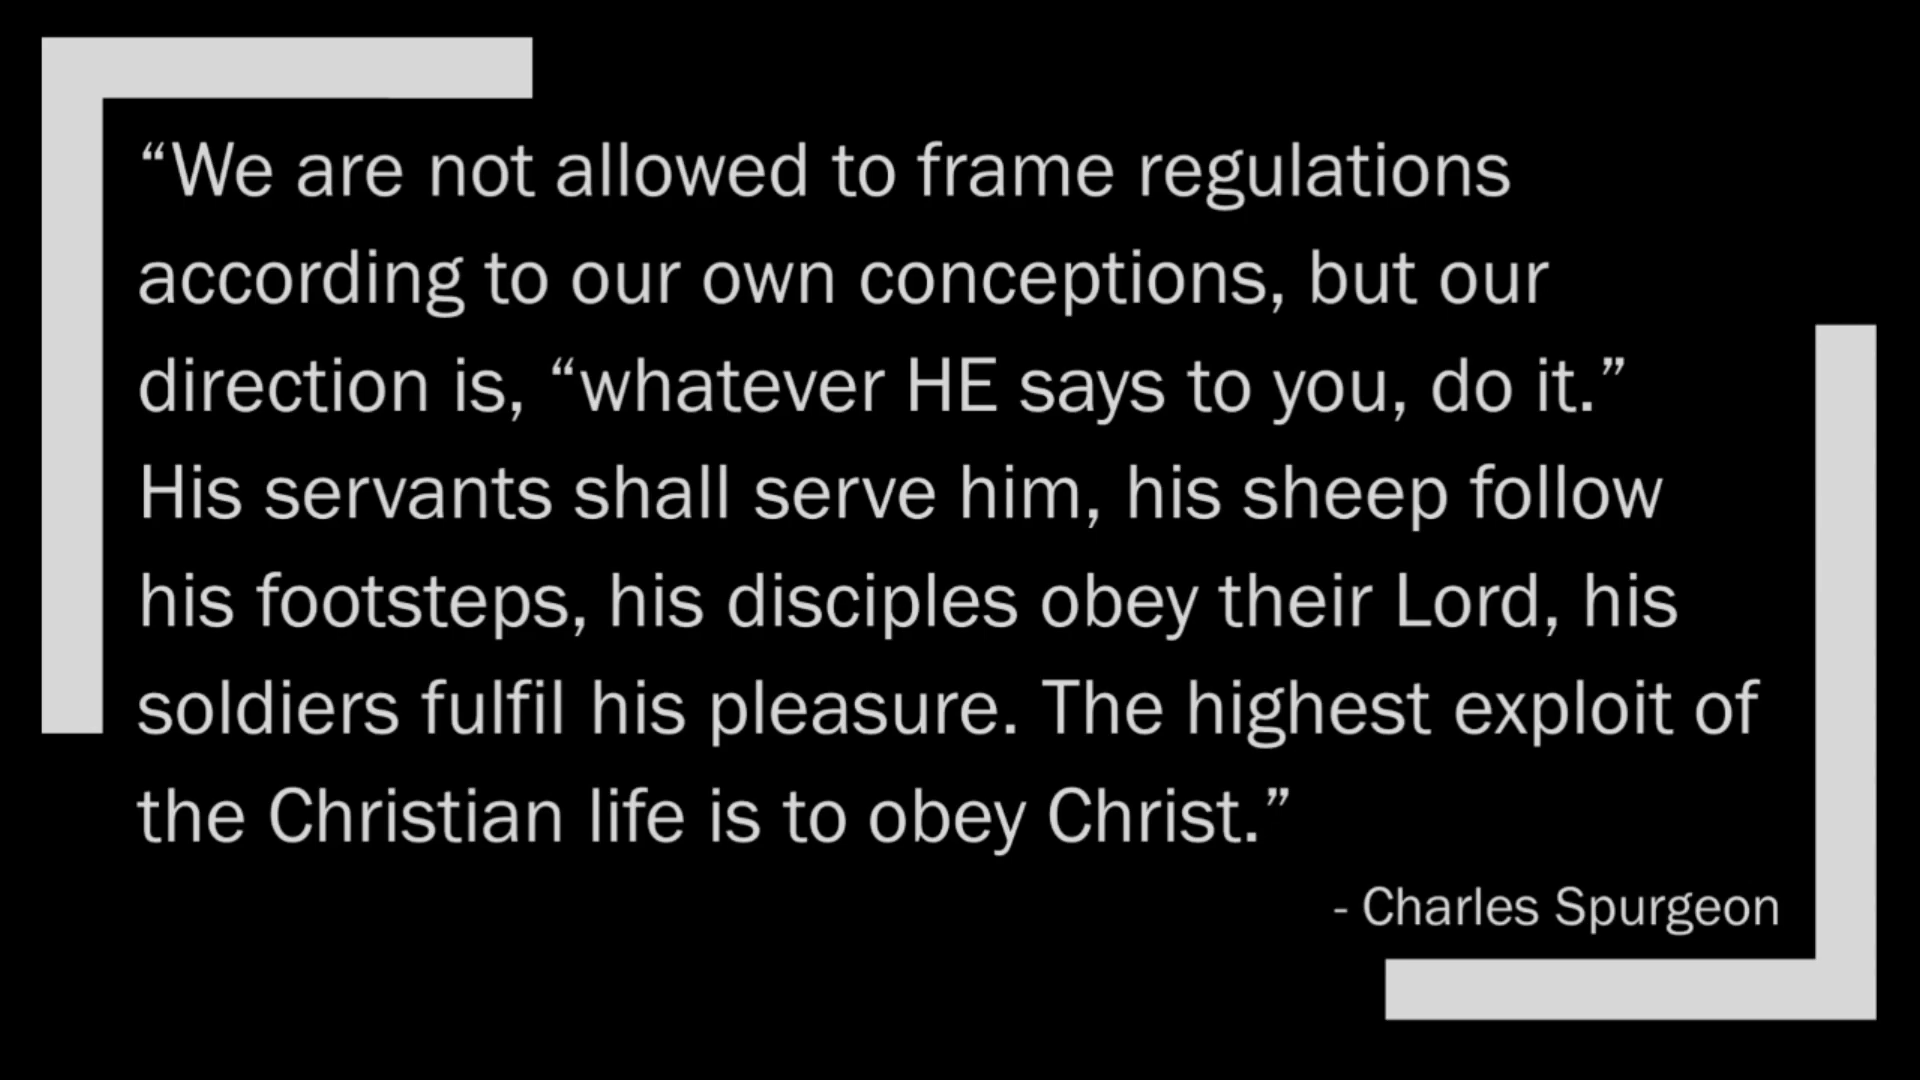 “We are not allowed to frame regulations
according to our own conceptions, but our
direction is, “whatever HE says to you, do it.”
His servants shall serve him, his sheep follow
his footsteps, his disciples obey their Lord, his
soldiers fulfil his pleasure. The highest exploit of
the Christian life is to obey Christ.”
- Charles Spurgeon